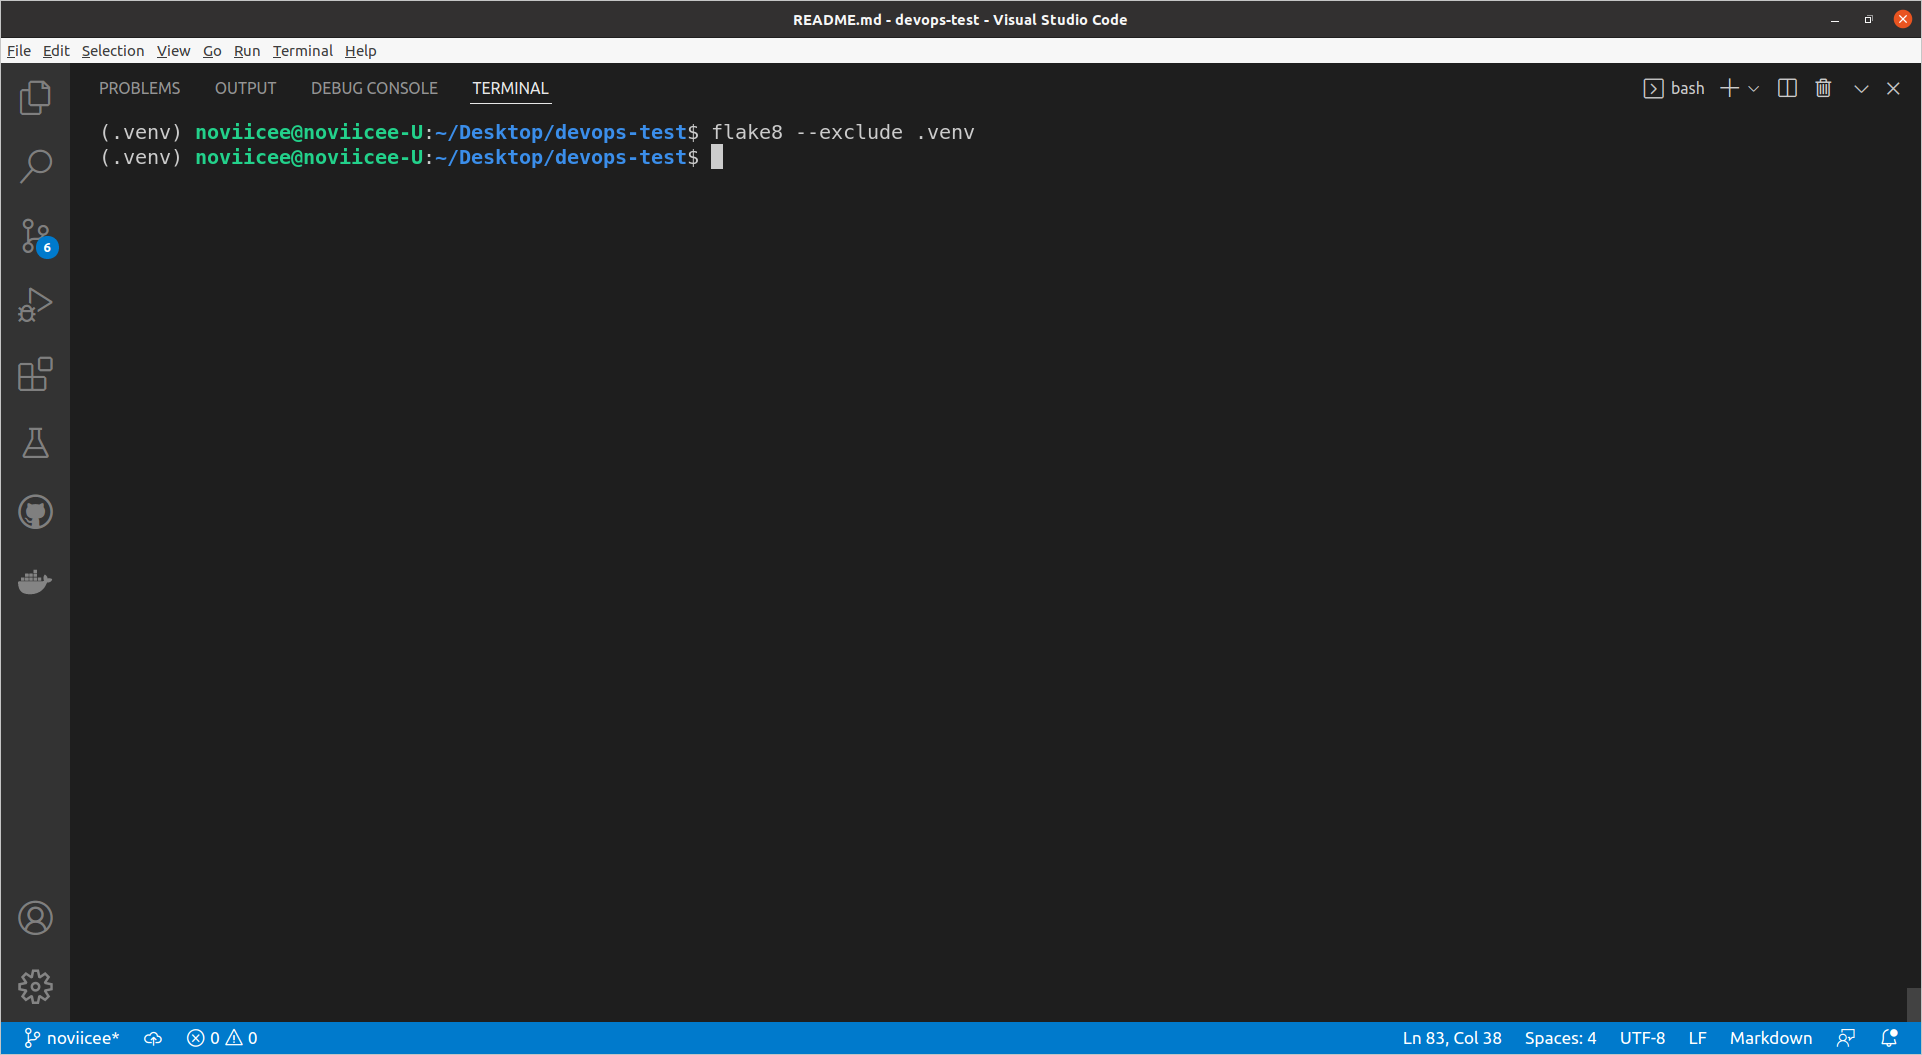 README.md - devops-test - Visual Studio Code
File Edit Selection View Go Run Terminal Help
PROBLEMS OUTPUT DEBUG CONSOLE TERMINAL bash
(.venv) noviicee@noviicee-U:~/Desktop/devops-test$ flake8 --exclude .venv
(.venv) noviicee@noviicee-U:~/Desktop/devops-test$
6
noviicee* 0 0 Ln 83, Col 38 Spaces: 4 UTF-8 LF Markdown